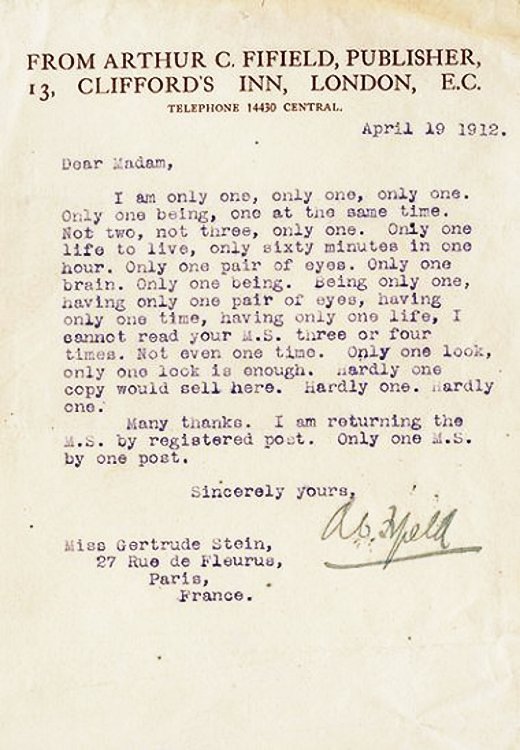 FROM ARTHUR C. FIFIELD, PUBLISHER,
13, CLIFFORD'S INN, LONDON, E.C.
TELEPHONE 14430 CENTRAL.
April 19 1912.
Dear Madam,
I am only one, only one, only one.
Only one being, one at the same time.
Not two, not three, only one. Only one
life to live, only sixty minutes in one
hour. Only one pair of eyes. Only one
brain. Only one being. Being only one,
having only one pair of eyes, having
only one time, having only one life, I
cannot read your M.S. three or four
times. Not even one time. Only one look,
only one look is enough. Hardly one
copy would sell here. Hardly one. Hardly
one.
Many thanks. I am returning the
M.S. by registered post. Only one M.S.
by one post.
Sincerely yours,
A. C. Fifield
Miss Gertrude Stein,
27 Rue de Fleurus,
Paris,
France.